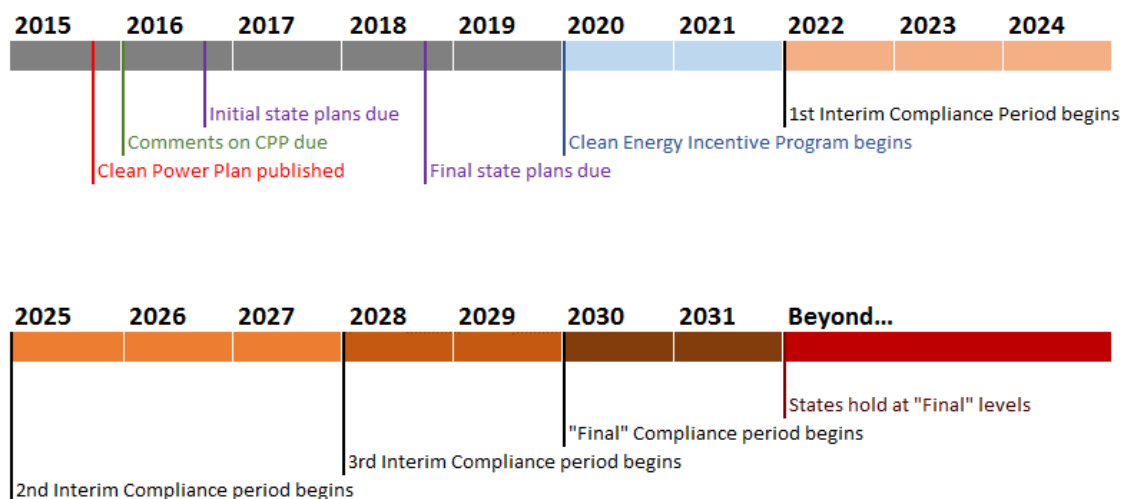 2015 2016 2017 2018 2019 2020 2021 2022 2023 2024
Initial state plans due
1st Interim Compliance Period begins
Comments on CPP due
Clean Energy Incentive Program begins
Clean Power Plan published
Final state plans due
2025 2026 2027 2028 2029 2030 2031 Beyond...
States hold at "Final" levels
"Final" Compliance period begins
3rd Interim Compliance period begins
2nd Interim Compliance period begins